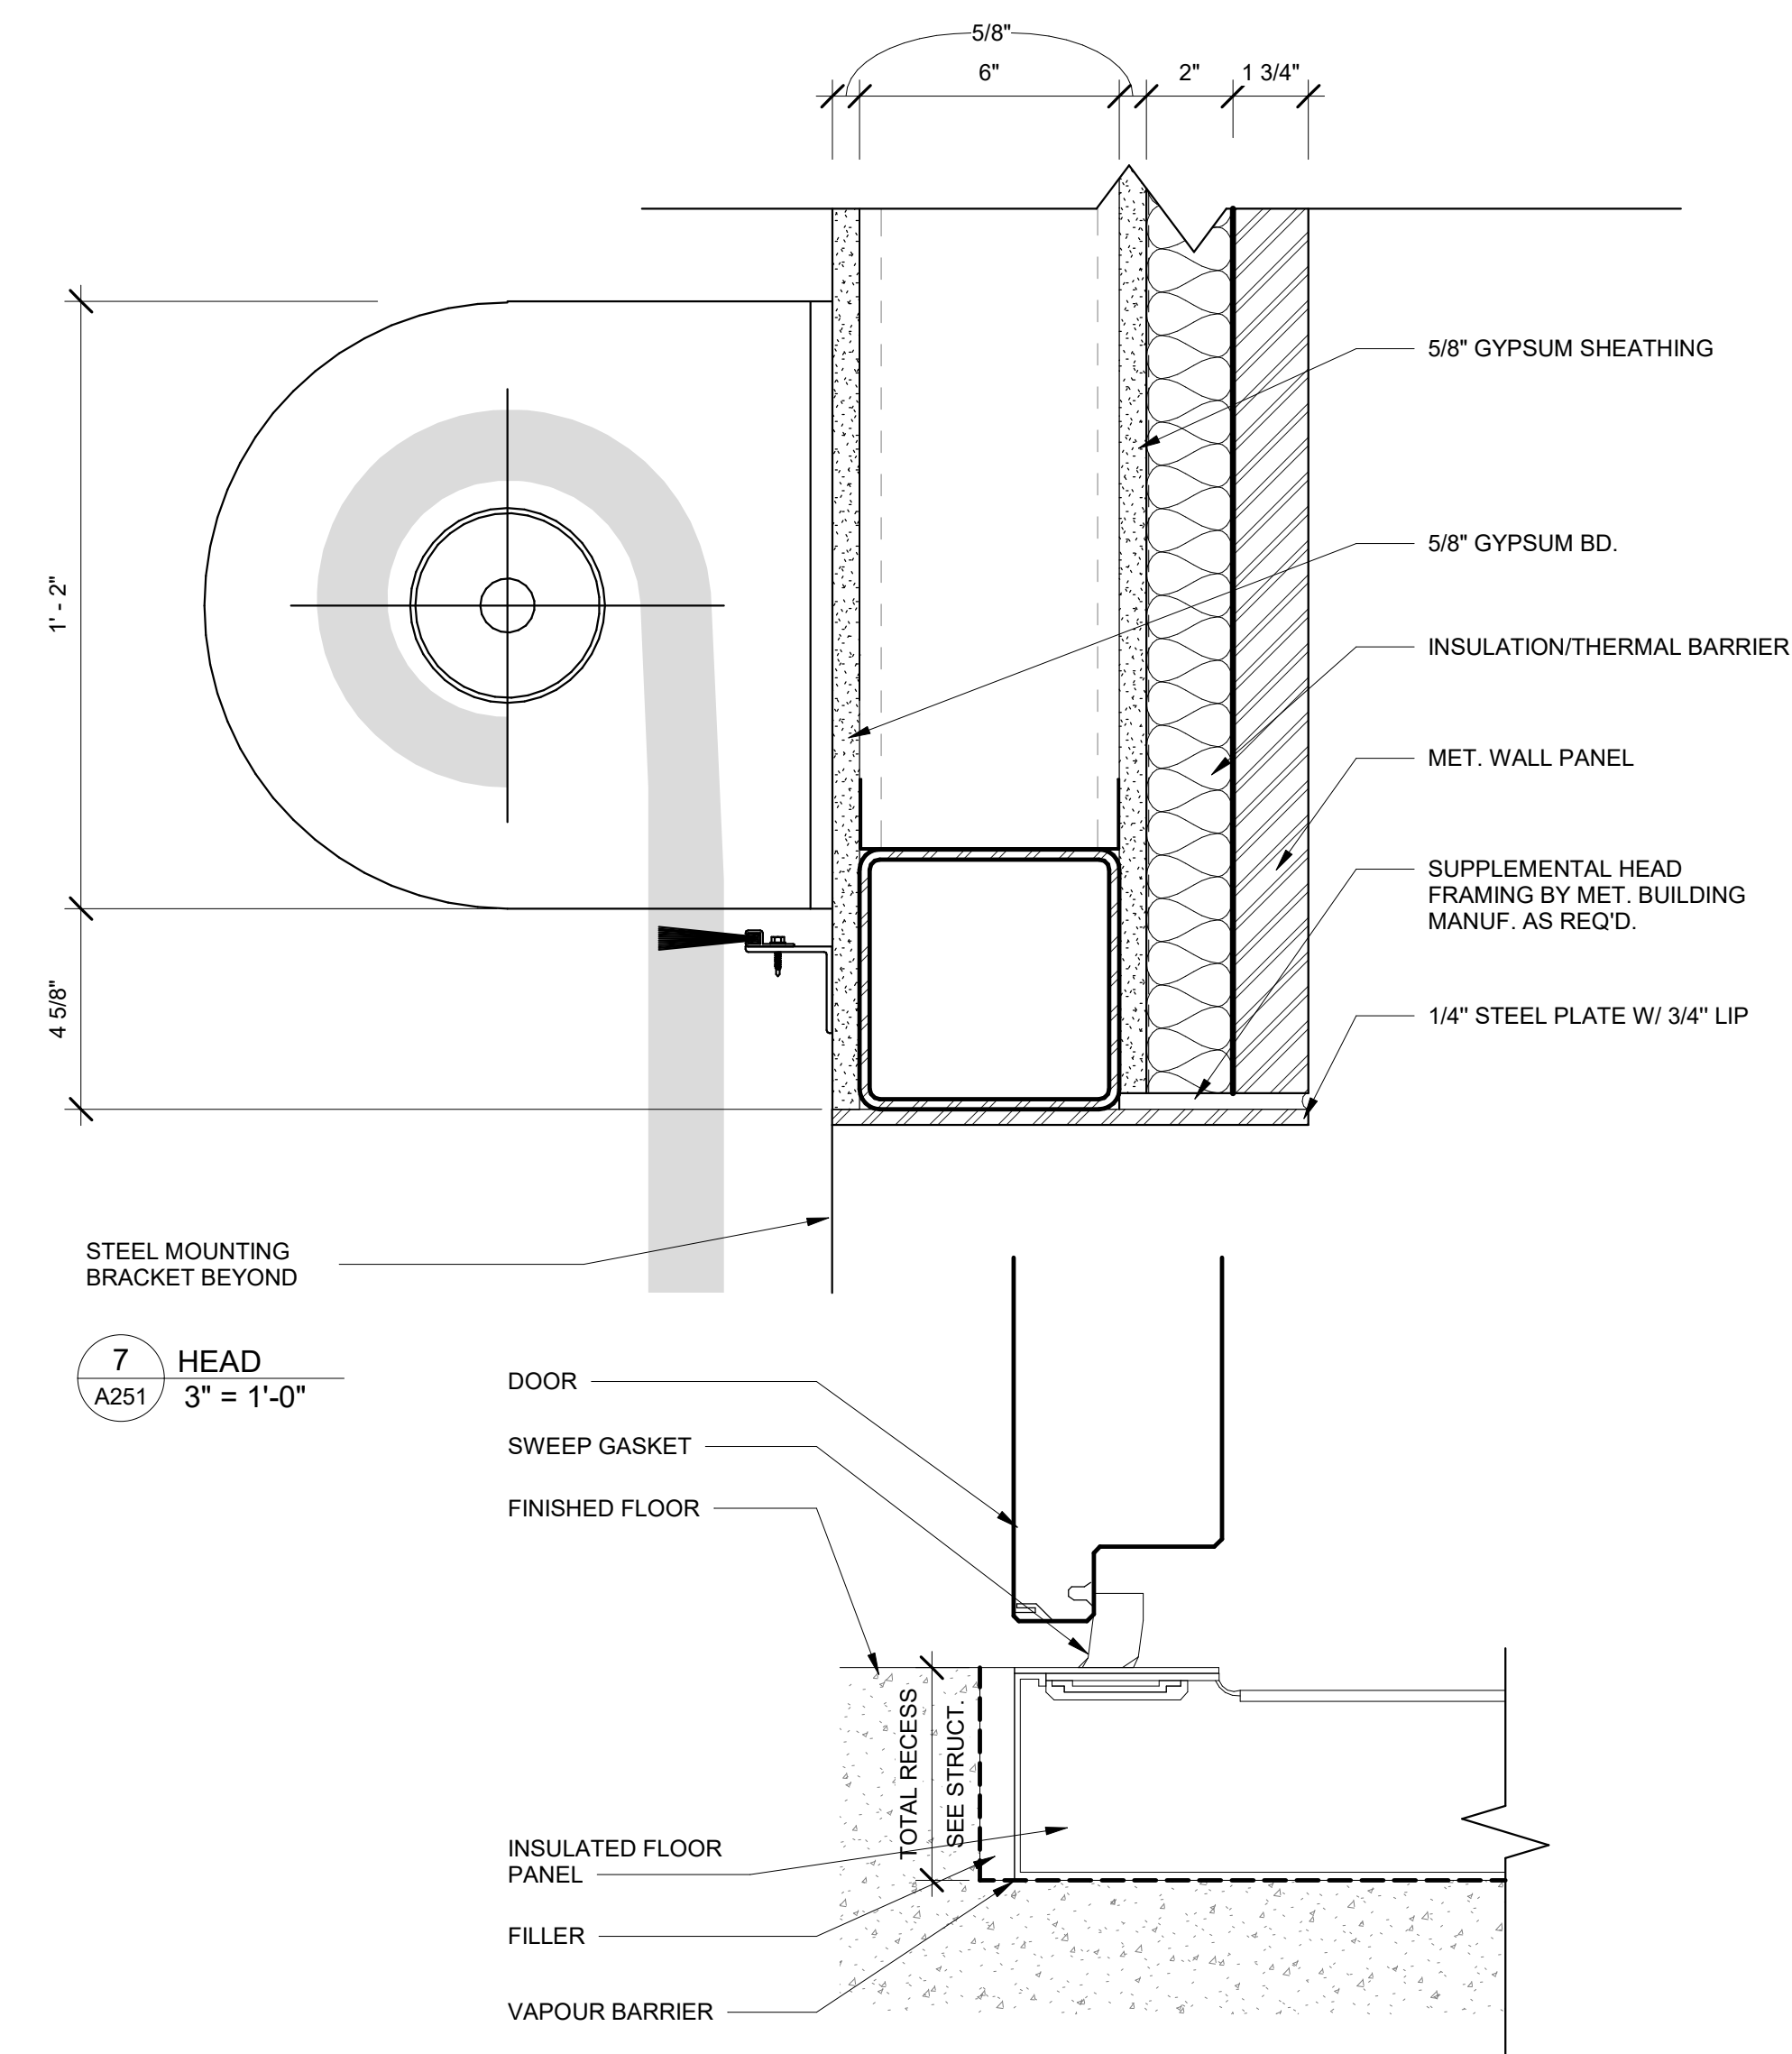 5/8"
6"
2"
1 3/4"
5/8" GYPSUM SHEATHING
5/8" GYPSUM BD.
INSULATION/THERMAL BARRIER
MET. WALL PANEL
SUPPLEMENTAL HEAD
FRAMING BY MET. BUILDING
MANUF. AS REQ'D.
1/4" STEEL PLATE W/ 3/4" LIP
1' - 2"
4 5/8"
STEEL MOUNTING
BRACKET BEYOND
7
A251
HEAD
3" = 1'-0"
DOOR
SWEEP GASKET
FINISHED FLOOR
TOTAL RECESS
SEE STRUCT.
INSULATED FLOOR
PANEL
FILLER
VAPOUR BARRIER